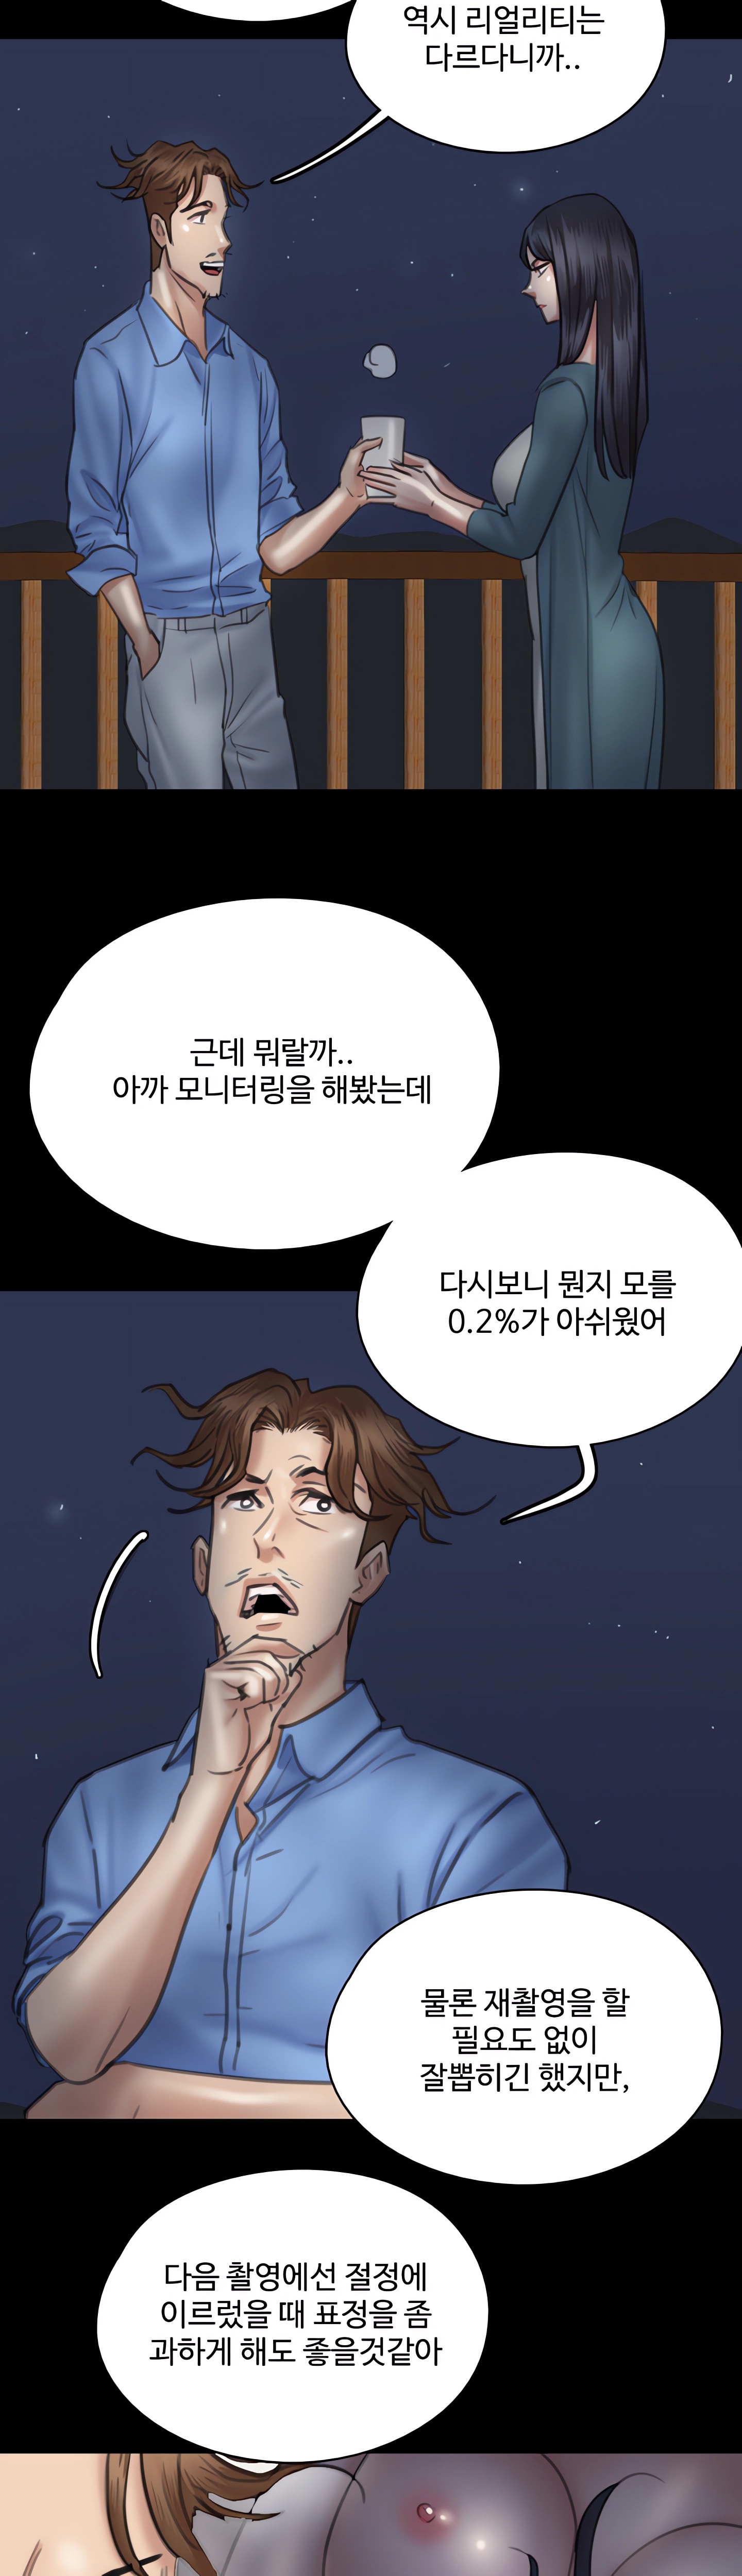 역시 리얼리티는
다르다니까..
근데 뭐랄까..
아까 모니터링을 해봤는데
다시보니 뭔지 모를
0.2%가 아쉬웠어
물론 재촬영을 할
필요도 없이
잘뽑히긴 했지만,
다음 촬영에선 절정에
이르렀을 때 표정을 좀
과하게 해도 좋을것같아